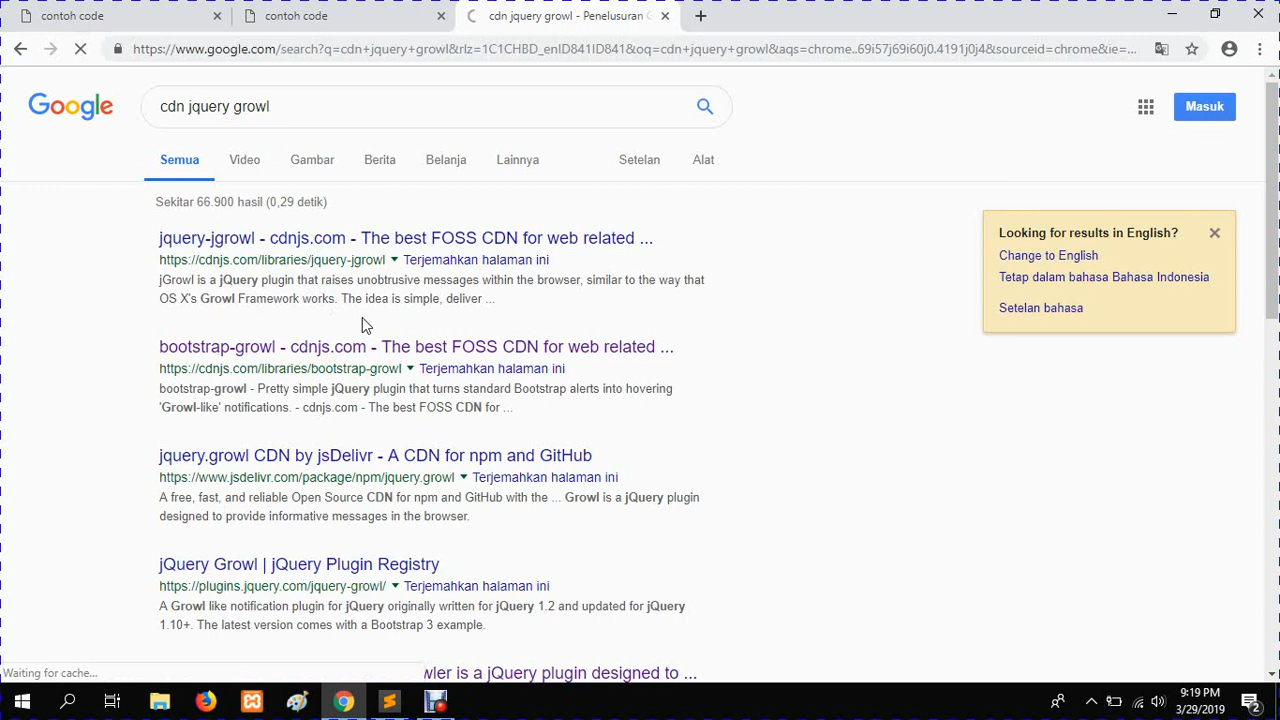 contoh code
contoh code
cdn jquery growl - Penelusuran G
https://www.google.com/search?q=cdn+jquery+growl&rlz=1C1CHBD_enID841ID841&oq=cdn+jquery+growl&aqs=chrome..69i57j69i60j0.4191j0j4&sourceid=chrome&ie=...
Google
cdn jquery growl
Masuk
Semua Video Gambar Berita Belanja Lainnya Setelan Alat
Sekitar 66.900 hasil (0,29 detik)
jquery-jgrowl - cdnjs.com - The best FOSS CDN for web related ...
https://cdnjs.com/libraries/jquery-jgrowl Terjemahkan halaman ini
jGrowl is a jQuery plugin that raises unobtrusive messages within the browser, similar to the way that
OS X's Growl Framework works. The idea is simple, deliver ...
bootstrap-growl - cdnjs.com - The best FOSS CDN for web related ...
https://cdnjs.com/libraries/bootstrap-growl Terjemahkan halaman ini
bootstrap-growl - Pretty simple jQuery plugin that turns standard Bootstrap alerts into hovering
'Growl-like' notifications. - cdnjs.com - The best FOSS CDN for ...
jquery.growl CDN by jsDelivr - A CDN for npm and GitHub
https://www.jsdelivr.com/package/npm/jquery.growl Terjemahkan halaman ini
A free, fast, and reliable Open Source CDN for npm and GitHub with the ... Growl is a jQuery plugin
designed to provide informative messages in the browser.
jQuery Growl | jQuery Plugin Registry
https://plugins.jquery.com/jquery-growl/ Terjemahkan halaman ini
A Growl like notification plugin for jQuery originally written for jQuery 1.2 and updated for jQuery
1.10+. The latest version comes with a Bootstrap 3 example.
wler is a jQuery plugin designed to ...
Looking for results in English?
Change to English
Tetap dalam bahasa Bahasa Indonesia
Setelan bahasa
Waiting for cache...
9:19 PM
3/29/2019
2